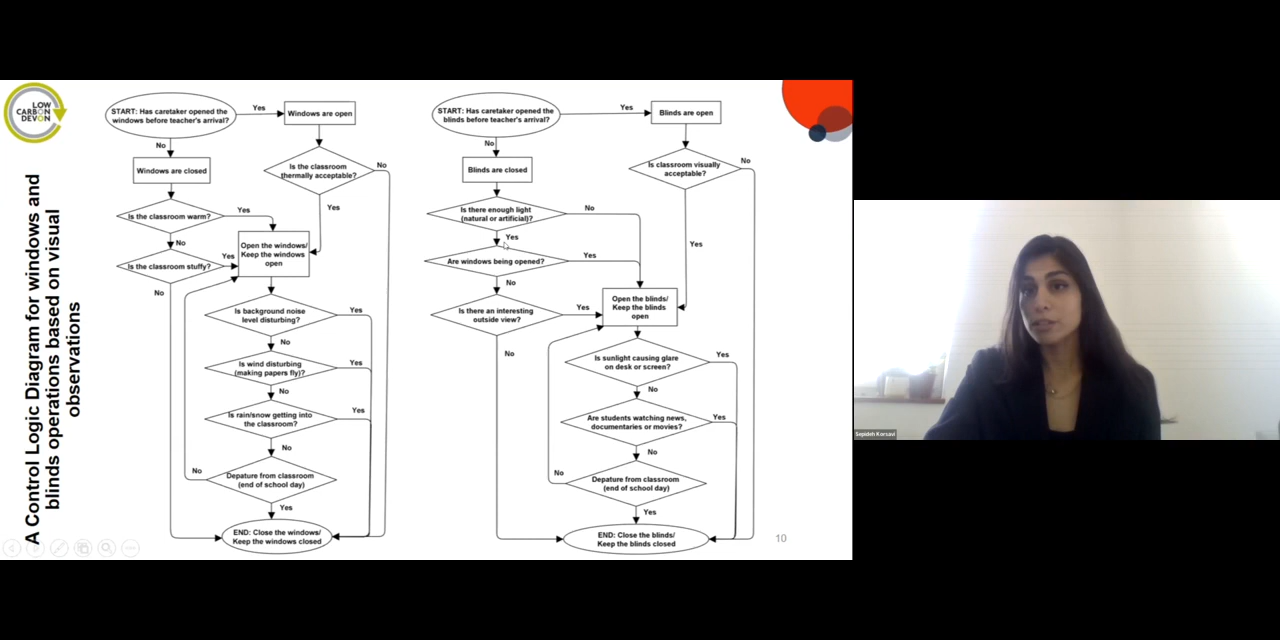 LOW
CARBON
DEVON
A Control Logic Diagram for windows and
blinds operations based on visual
observations
START: Has caretaker opened the
windows before teacher's arrival?
Yes
Windows are open
No
Windows are closed
Is the classroom
thermally acceptable?
No
Yes
Is the classroom warm?
Yes
No
Is the classroom stuffy?
Yes
No
Open the windows/
Keep the windows
open
Is background noise
level disturbing?
Yes
No
Is wind disturbing
(making papers fly)?
Yes
No
Is rain/snow getting into
the classroom?
Yes
No
Depature from classroom
(end of school day)
No
Yes
END: Close the windows/
Keep the windows closed
START: Has caretaker opened the
blinds before teacher's arrival?
Yes
Blinds are open
No
Blinds are closed
Is classroom visually
acceptable?
No
Yes
Is there enough light
(natural or artificial)?
No
Yes
Are windows being opened?
Yes
No
Is there an interesting
outside view?
Yes
No
Open the blinds/
Keep the blinds
open
Is sunlight causing glare
on desk or screen?
Yes
No
Are students watching news,
documentaries or movies?
Yes
No
Depature from classroom
(end of school day)
No
Yes
END: Close the blinds/
Keep the blinds closed
10
Sepideh Korsavi